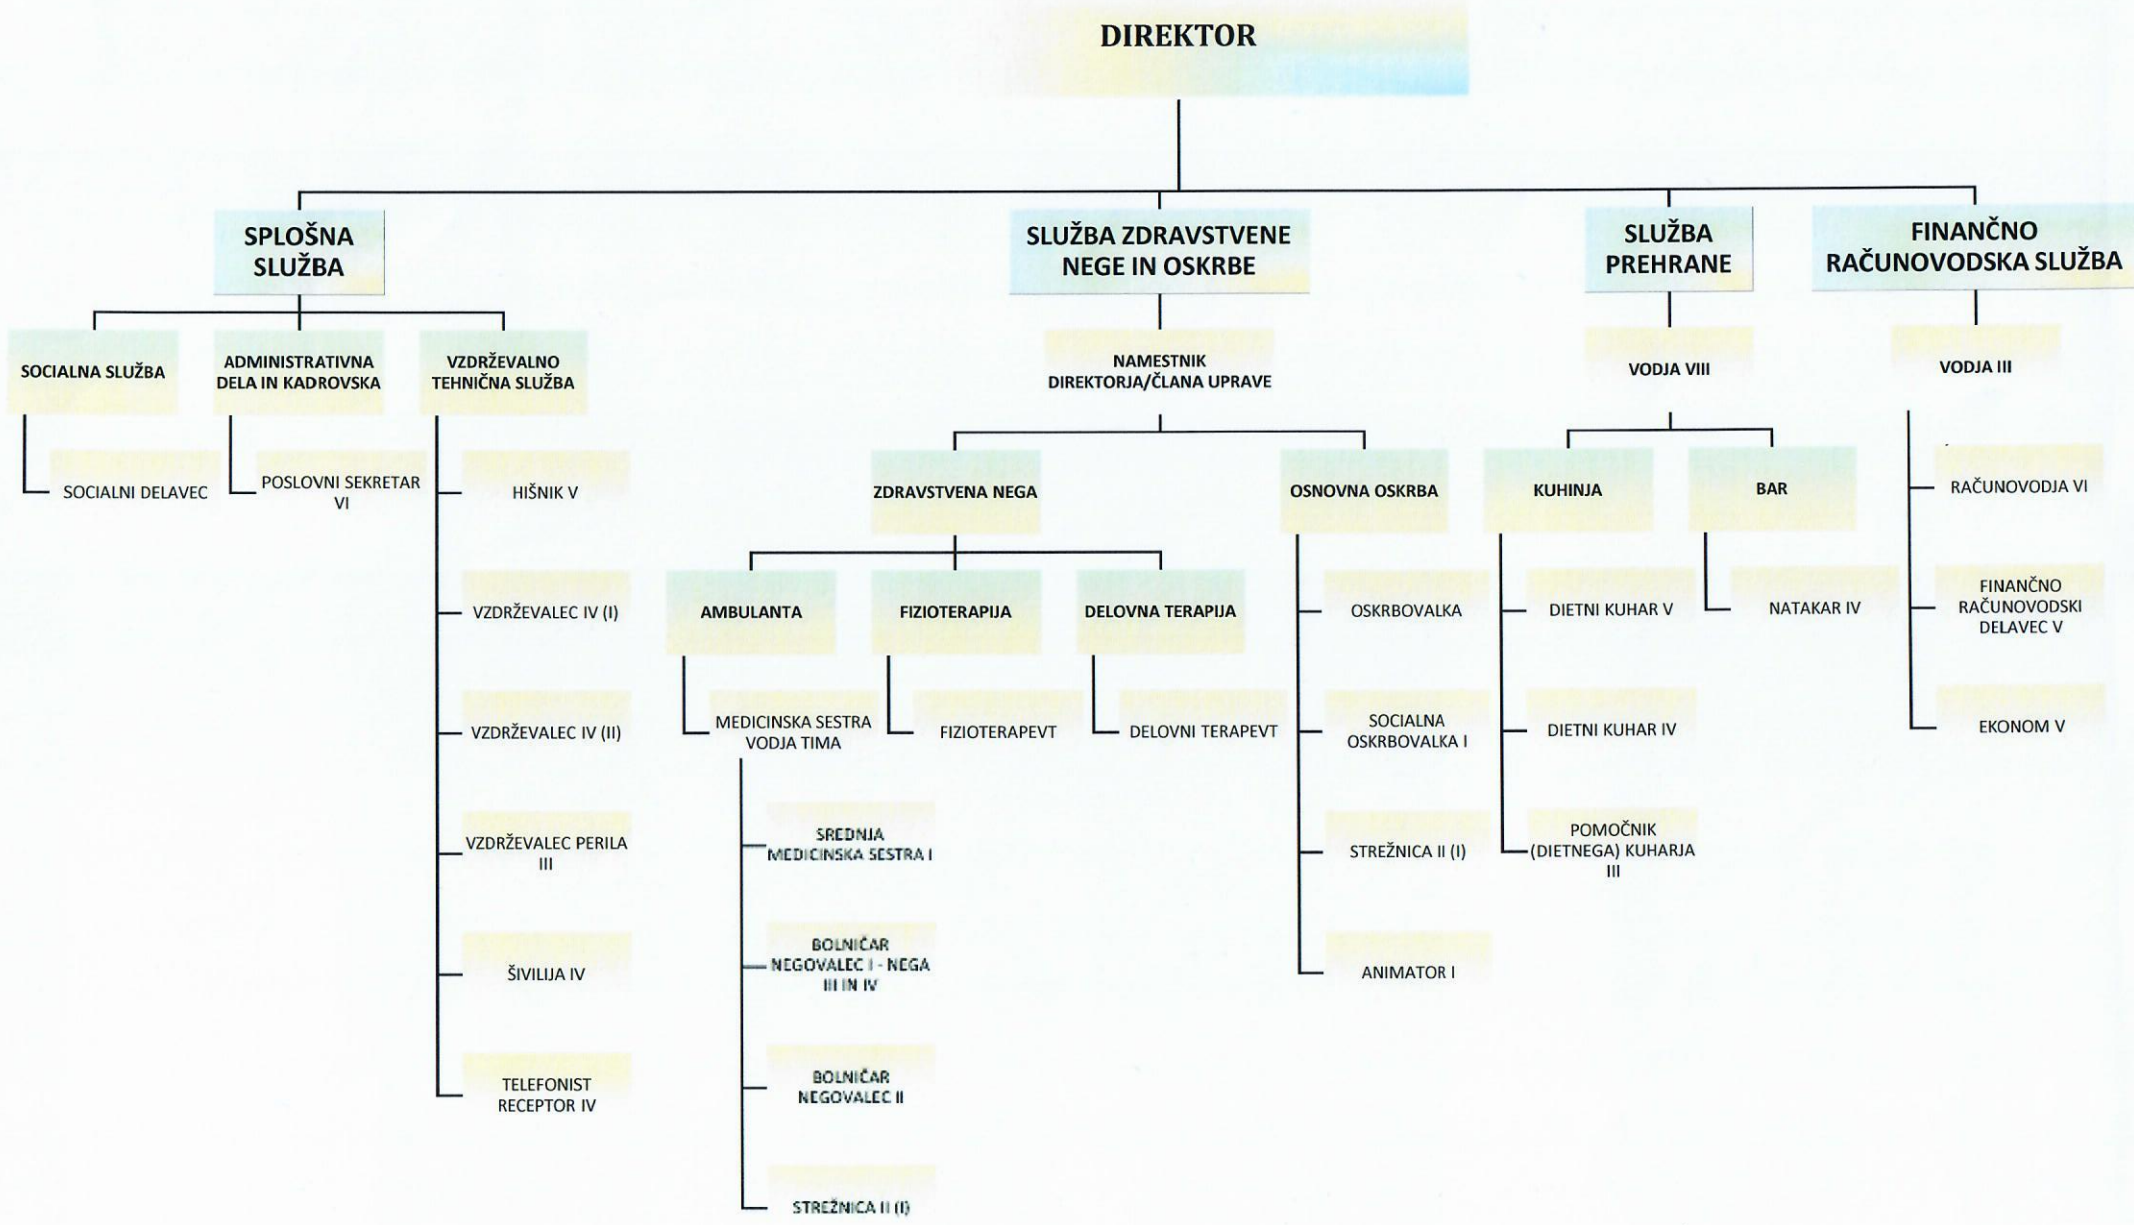 DIREKTOR
SPLOŠNA
SLUŽBA
SLUŽBA ZDRAVSTVENE
NEGE IN OSKRBE
SLUŽBA
PREHRANE
FINANČNO
RAČUNOVODSKA SLUŽBA
SOCIALNA SLUŽBA
ADMINISTRATIVNA
DELA IN KADROVSKA
VZDRŽEVALNO
TEHNIČNA SLUŽBA
NAMESTNIK
DIREKTORJA/ČLANA UPRAVE
VODJA VIII
VODJA III
SOCIALNI DELAVEC
POSLOVNI SEKRETAR
VI
HIŠNIK V
ZDRAVSTVENA NEGA
OSNOVNA OSKRBA
KUHINJA
BAR
RAČUNOVODJA VI
VZDRŽEVALEC IV (I)
AMBULANTA
FIZIOTERAPIJA
DELOVNA TERAPIJA
OSKRBOVALKA
DIETNI KUHAR V
NATAKAR IV
FINANČNO
RAČUNOVODSKI
DELAVEC V
VZDRŽEVALEC IV (II)
MEDICINSKA SESTRA
VODJA TIMA
FIZIOTERAPEVT
DELOVNI TERAPEVT
SOCIALNA
OSKRBOVALKA I
DIETNI KUHAR IV
EKONOM V
VZDRŽEVALEC PERILA
III
SREDNJA
MEDICINSKA SESTRA I
STREŽNICA II (I)
POMOČNIK
(DIETNEGA) KUHARJA
III
ŠIVILJA IV
BOLNIČAR
NEGOVALEC I - NEGA
III IN IV
ANIMATOR I
TELEFONIST
RECEPTOR IV
BOLNIČAR
NEGOVALEC II
STREŽNICA II (I)